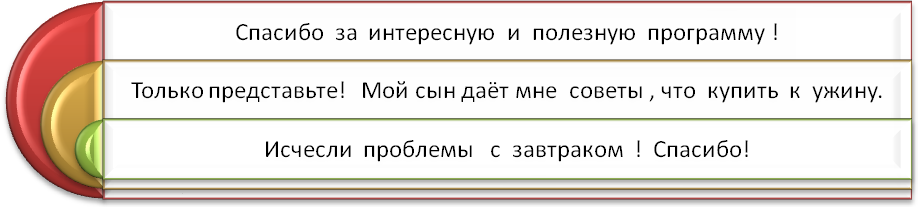 Спасибо за интересную и полезную программу !
Только представьте! Мой сын даёт мне советы , что купить к ужину.
Исчесли проблемы с завтраком ! Спасибо!